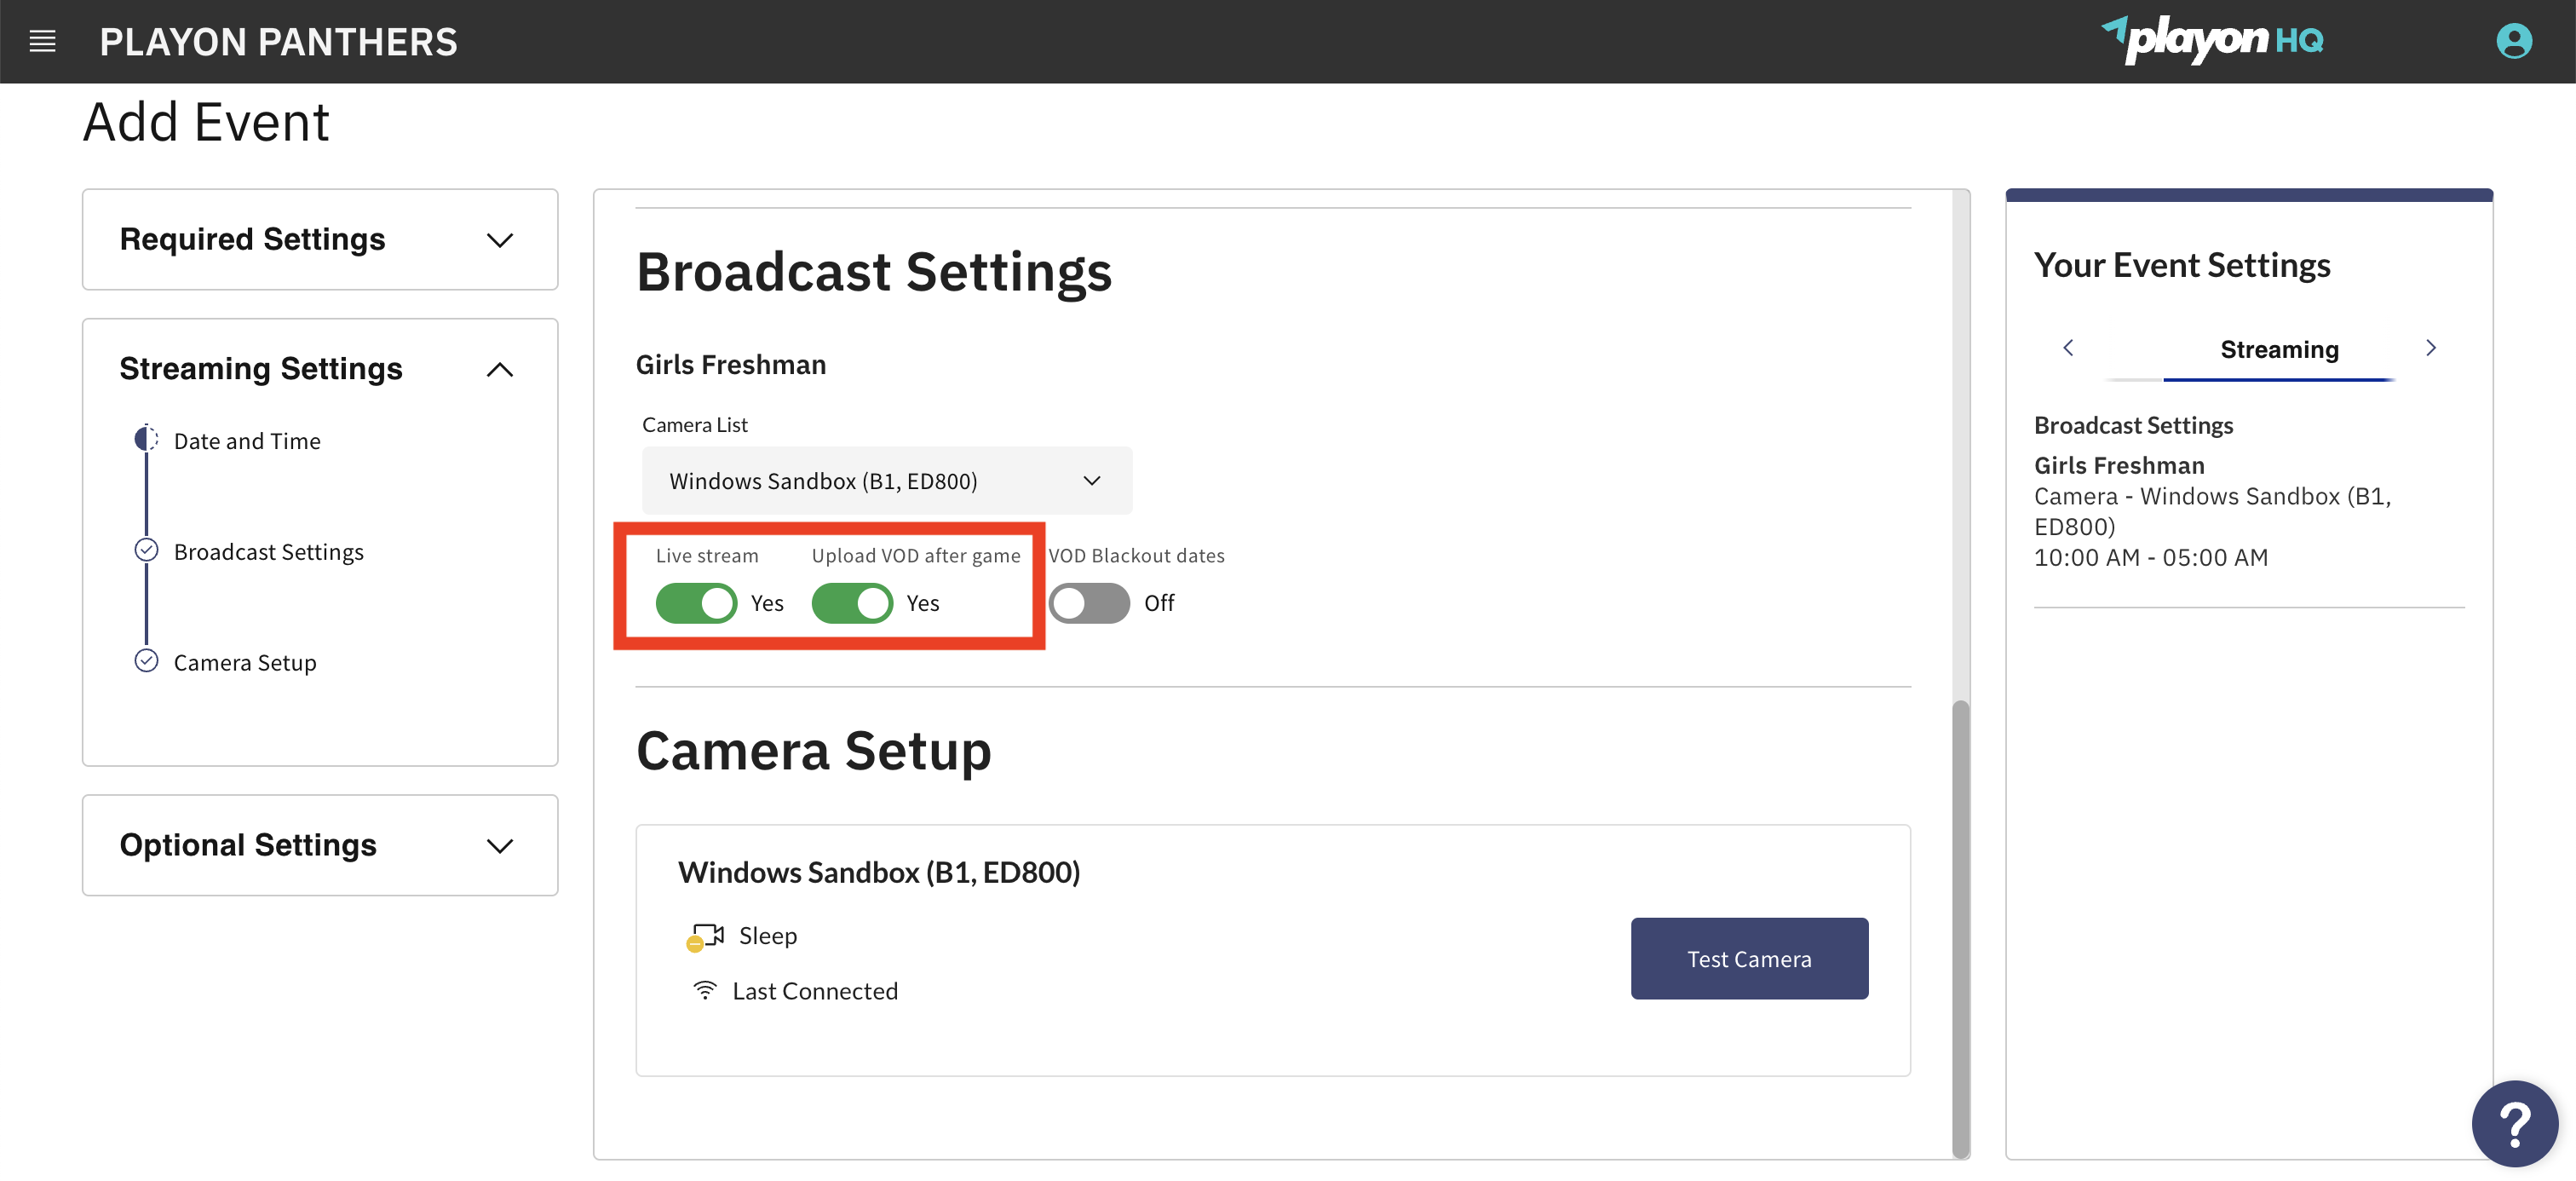 PLAYON PANTHERS
playon HQ
Add Event
Required Settings
Streaming Settings
Date and Time
Broadcast Settings
Camera Setup
Optional Settings
Broadcast Settings
Girls Freshman
Camera List
Windows Sandbox (B1, ED800)
Live stream
Yes
Upload VOD after game
Yes
VOD Blackout dates
Off
Camera Setup
Windows Sandbox (B1, ED800)
Sleep
Last Connected
Test Camera
Your Event Settings
Streaming
Broadcast Settings
Girls Freshman
Camera - Windows Sandbox (B1,
ED800)
10:00 AM - 05:00 AM
?